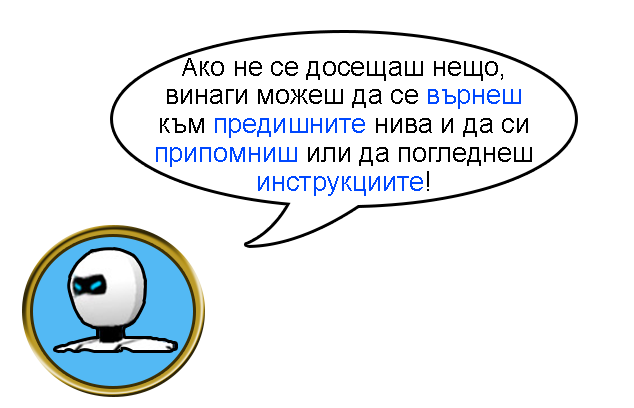 Ако не се досещаш нещо,
винаги можеш да се върнеш
към предишните нива и да си
припомниш или да погледнеш
инструкциите!